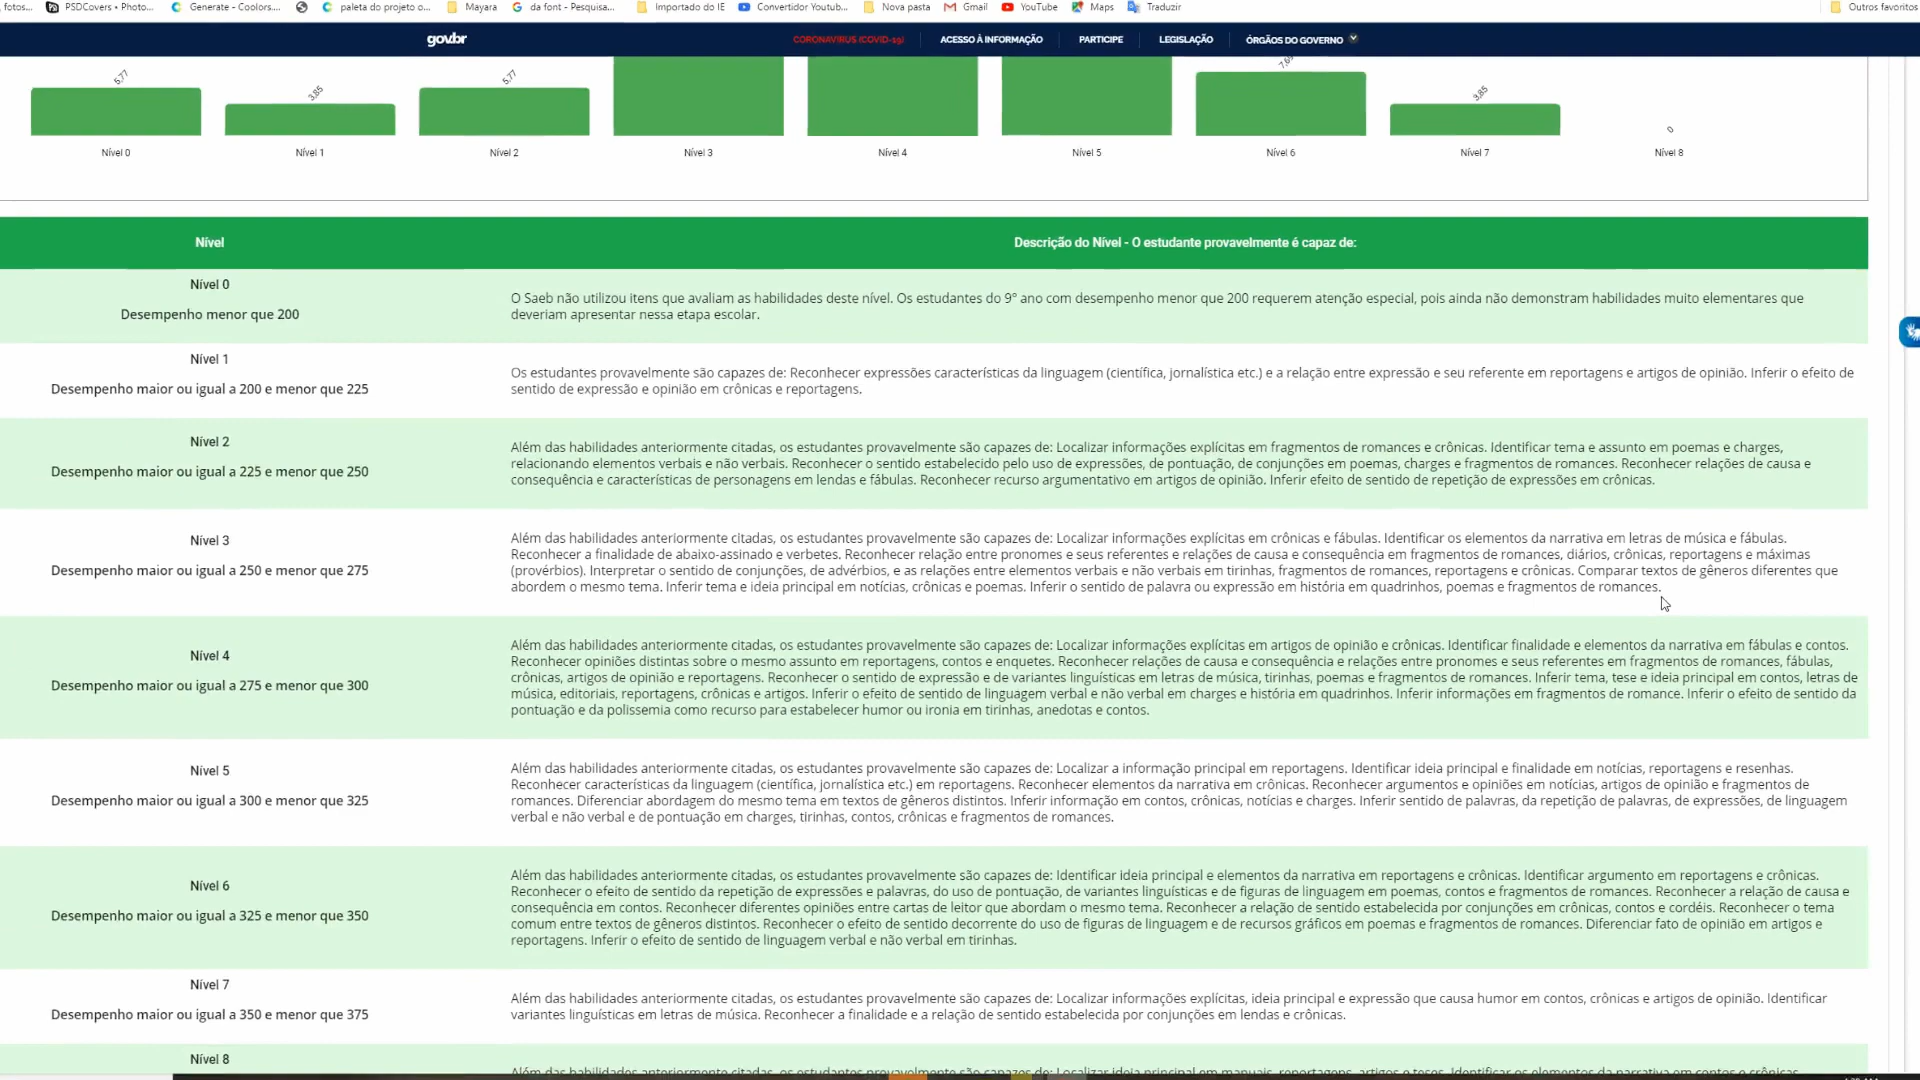 fotos...
PSDCovers • Photo...
Generate - Coolors....
paleta do projeto o...
Mayara
da font - Pesquisa...
Importado do IE
Convertidor Youtub...
Nova pasta
Gmail
YouTube
Maps
Traduzir
Outros favoritos
govbr
CORONAVÍRUS (COVID-19)
ACESSO À INFORMAÇÃO
PARTICIPE
LEGISLAÇÃO
ÓRGÃOS DO GOVERNO
5,77
3,85
5,77
7,69
3,85
0
Nível 0
Nível 1
Nível 2
Nível 3
Nível 4
Nível 5
Nível 6
Nível 7
Nível 8
Nível
Descrição do Nível - O estudante provavelmente é capaz de:
Nível 0
Desempenho menor que 200
O Saeb não utilizou itens que avaliam as habilidades deste nível. Os estudantes do 9º ano com desempenho menor que 200 requerem atenção especial, pois ainda não demonstram habilidades muito elementares que
deveriam apresentar nessa etapa escolar.
Nível 1
Desempenho maior ou igual a 200 e menor que 225
Os estudantes provavelmente são capazes de: Reconhecer expressões características da linguagem (científica, jornalística etc.) e a relação entre expressão e seu referente em reportagens e artigos de opinião. Inferir o efeito de
sentido de expressão e opinião em crônicas e reportagens.
Nível 2
Desempenho maior ou igual a 225 e menor que 250
Além das habilidades anteriormente citadas, os estudantes provavelmente são capazes de: Localizar informações explícitas em fragmentos de romances e crônicas. Identificar tema e assunto em poemas e charges,
relacionando elementos verbais e não verbais. Reconhecer o sentido estabelecido pelo uso de expressões, de pontuação, de conjunções em poemas, charges e fragmentos de romances. Reconhecer relações de causa e
consequência e características de personagens em lendas e fábulas. Reconhecer recurso argumentativo em artigos de opinião. Inferir efeito de sentido de repetição de expressões em crônicas.
Nível 3
Desempenho maior ou igual a 250 e menor que 275
Além das habilidades anteriormente citadas, os estudantes provavelmente são capazes de: Localizar informações explícitas em crônicas e fábulas. Identificar os elementos da narrativa em letras de música e fábulas.
Reconhecer a finalidade de abaixo-assinado e verbetes. Reconhecer relação entre pronomes e seus referentes e relações de causa e consequência em fragmentos de romances, diários, crônicas, reportagens e máximas
(provérbios). Interpretar o sentido de conjunções, de advérbios, e as relações entre elementos verbais e não verbais em tirinhas, fragmentos de romances, reportagens e crônicas. Comparar textos de gêneros diferentes que
abordem o mesmo tema. Inferir tema e ideia principal em notícias, crônicas e poemas. Inferir o sentido de palavra ou expressão em história em quadrinhos, poemas e fragmentos de romances.
Nível 4
Desempenho maior ou igual a 275 e menor que 300
Além das habilidades anteriormente citadas, os estudantes provavelmente são capazes de: Localizar informações explícitas em artigos de opinião e crônicas. Identificar finalidade e elementos da narrativa em fábulas e contos.
Reconhecer opiniões distintas sobre o mesmo assunto em reportagens, contos e enquetes. Reconhecer relações de causa e consequência e relações entre pronomes e seus referentes em fragmentos de romances, fábulas,
crônicas, artigos de opinião e reportagens. Reconhecer o sentido de expressão e de variantes linguísticas em letras de música, tirinhas, poemas e fragmentos de romances. Inferir tema, tese e ideia principal em contos, letras de
música, editoriais, reportagens, crônicas e artigos. Inferir o efeito de sentido de linguagem verbal e não verbal em charges e história em quadrinhos. Inferir informações em fragmentos de romance. Inferir o efeito de sentido da
pontuação e da polissemia como recurso para estabelecer humor ou ironia em tirinhas, anedotas e contos.
Nível 5
Desempenho maior ou igual a 300 e menor que 325
Além das habilidades anteriormente citadas, os estudantes provavelmente são capazes de: Localizar a informação principal em reportagens. Identificar ideia principal e finalidade em notícias, reportagens e resenhas.
Reconhecer características da linguagem (científica, jornalística etc.) em reportagens. Reconhecer elementos da narrativa em crônicas. Reconhecer argumentos e opiniões em notícias, artigos de opinião e fragmentos de
romances. Diferenciar abordagem do mesmo tema em textos de gêneros distintos. Inferir informação em contos, crônicas, notícias e charges. Inferir sentido de palavras, da repetição de palavras, de expressões, de linguagem
verbal e não verbal e de pontuação em charges, tirinhas, contos, crônicas e fragmentos de romances.
Nível 6
Desempenho maior ou igual a 325 e menor que 350
Além das habilidades anteriormente citadas, os estudantes provavelmente são capazes de: Identificar ideia principal e elementos da narrativa em reportagens e crônicas. Identificar argumento em reportagens e crônicas.
Reconhecer o efeito de sentido da repetição de expressões e palavras, do uso de pontuação, de variantes linguísticas e de figuras de linguagem em poemas, contos e fragmentos de romances. Reconhecer a relação de causa e
consequência em contos. Reconhecer diferentes opiniões entre cartas de leitor que abordam o mesmo tema. Reconhecer a relação de sentido estabelecida por conjunções em crônicas, contos e cordéis. Reconhecer o tema
comum entre textos de gêneros distintos. Reconhecer o efeito de sentido decorrente do uso de figuras de linguagem e de recursos gráficos em poemas e fragmentos de romances. Diferenciar fato de opinião em artigos e
reportagens. Inferir o efeito de sentido de linguagem verbal e não verbal em tirinhas.
Nível 7
Desempenho maior ou igual a 350 e menor que 375
Além das habilidades anteriormente citadas, os estudantes provavelmente são capazes de: Localizar informações explícitas, ideia principal e expressão que causa humor em contos, crônicas e artigos de opinião. Identificar
variantes linguísticas em letras de música. Reconhecer a finalidade e a relação de sentido estabelecida por conjunções em lendas e crônicas.
Nível 8
Além das habilidades anteriormente citadas, os estudantes provavelmente são capazes de: Localizar ideia principal em manuais, reportagens, artigos e teses. Identificar os elementos da narrativa em contos e crônicas.